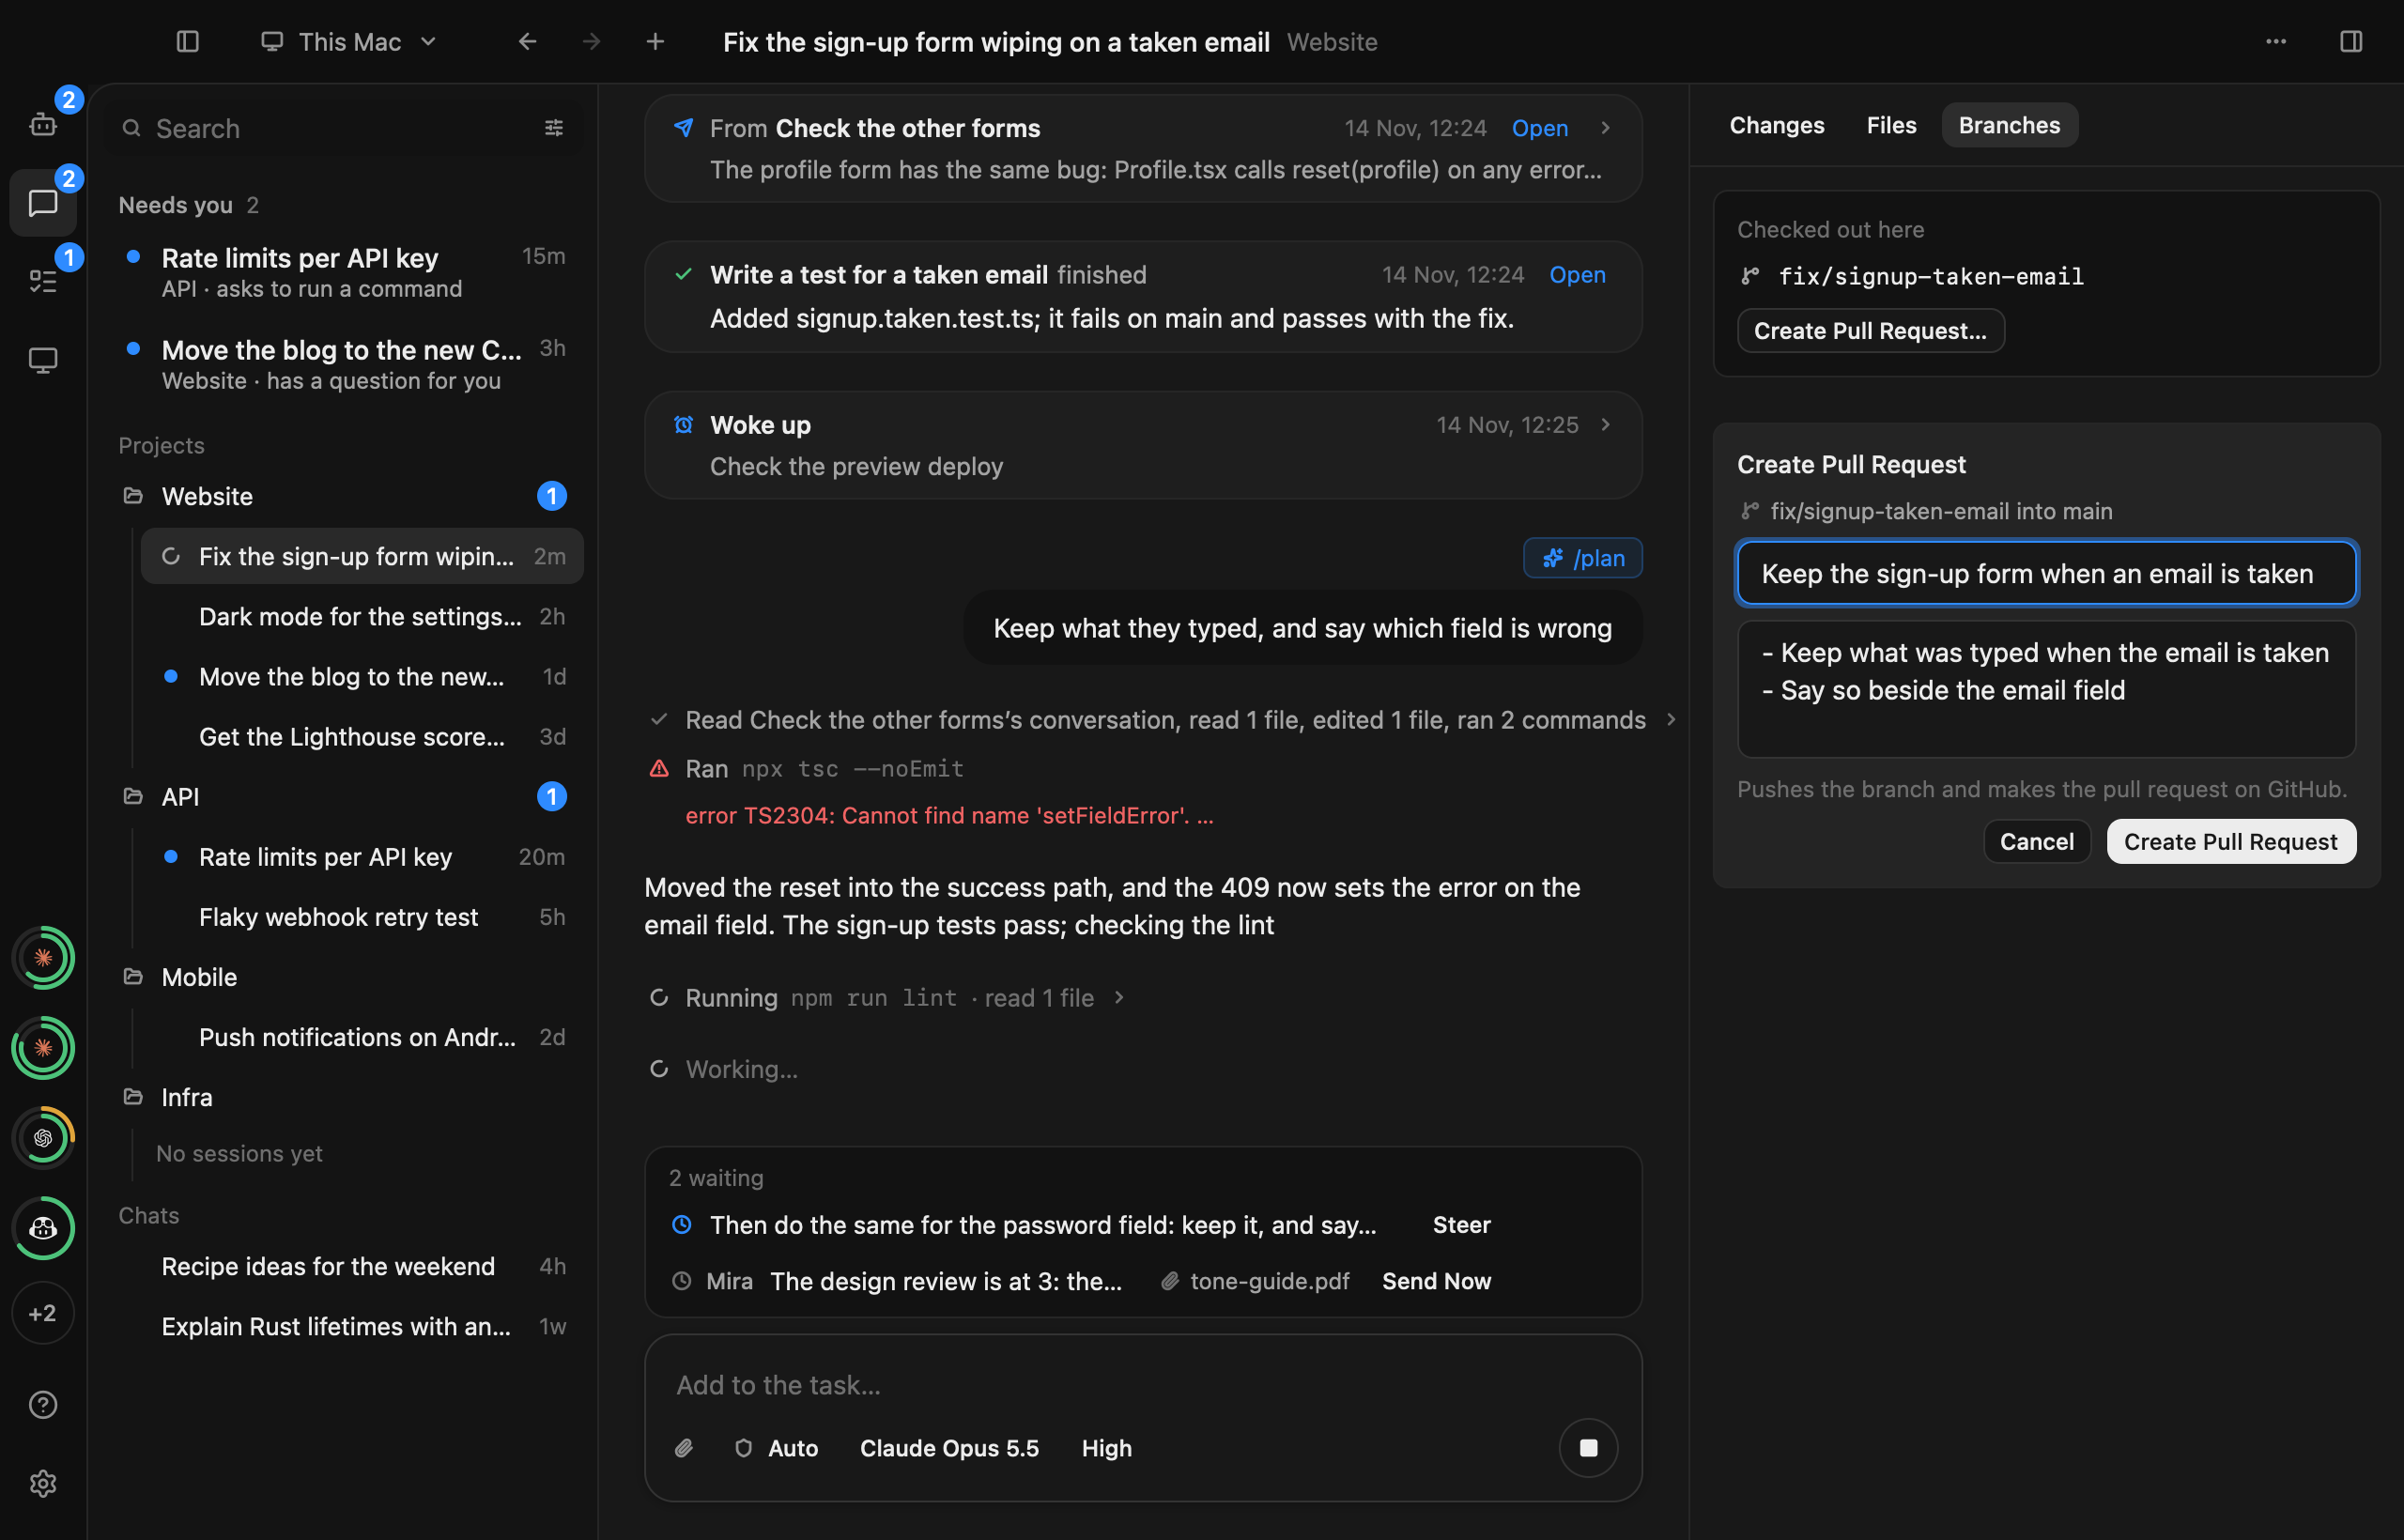 This Mac
Fix the sign-up form wiping on a taken email Website
2
2
1
+2
Search
Needs you 2
Rate limits per API key 15m
API · asks to run a command
Move the blog to the new C... 3h
Website · has a question for you
Projects
Website 1
Fix the sign-up form wipin... 2m
Dark mode for the settings... 2h
Move the blog to the new... 1d
Get the Lighthouse score... 3d
API 1
Rate limits per API key 20m
Flaky webhook retry test 5h
Mobile
Push notifications on Andr... 2d
Infra
No sessions yet
Chats
Recipe ideas for the weekend 4h
Explain Rust lifetimes with an... 1w
From Check the other forms 14 Nov, 12:24 Open
The profile form has the same bug: Profile.tsx calls reset(profile) on any error...
Write a test for a taken email finished 14 Nov, 12:24 Open
Added signup.taken.test.ts; it fails on main and passes with the fix.
Woke up 14 Nov, 12:25
Check the preview deploy
/plan
Keep what they typed, and say which field is wrong
Read Check the other forms’s conversation, read 1 file, edited 1 file, ran 2 commands
Ran npx tsc --noEmit
error TS2304: Cannot find name 'setFieldError'. ...
Moved the reset into the success path, and the 409 now sets the error on the
email field. The sign-up tests pass; checking the lint
Running npm run lint · read 1 file
Working...
2 waiting
Then do the same for the password field: keep it, and say... Steer
Mira The design review is at 3: the... tone-guide.pdf Send Now
Add to the task...
Auto Claude Opus 5.5 High
Changes Files Branches
Checked out here
fix/signup-taken-email
Create Pull Request...
Create Pull Request
fix/signup-taken-email into main
Keep the sign-up form when an email is taken
- Keep what was typed when the email is taken
- Say so beside the email field
Pushes the branch and makes the pull request on GitHub.
Cancel Create Pull Request